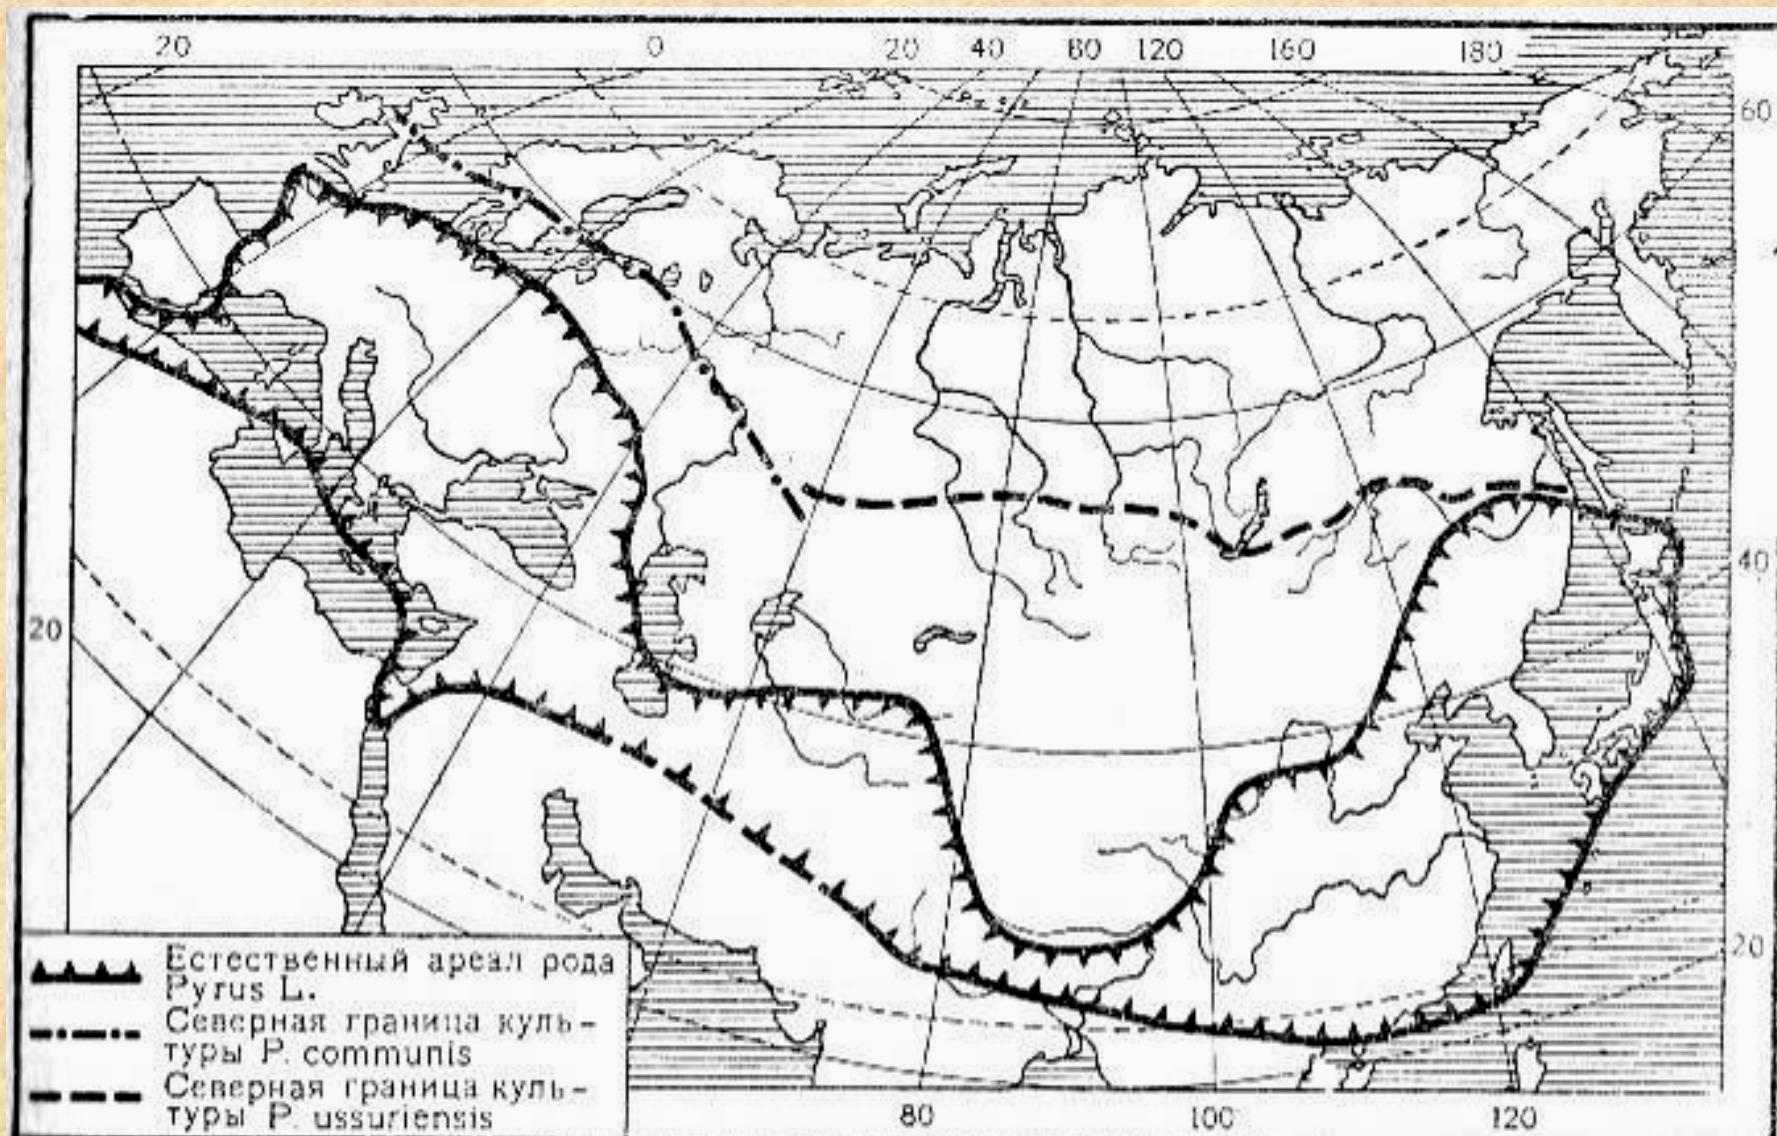 20 0 20 40 60 120 160 180
60
40
20
20
Естественный ареал рода
Pyrus L.
Северная граница куль-
туры P. communis
Северная граница куль-
туры P. ussuriensis
80 100 120